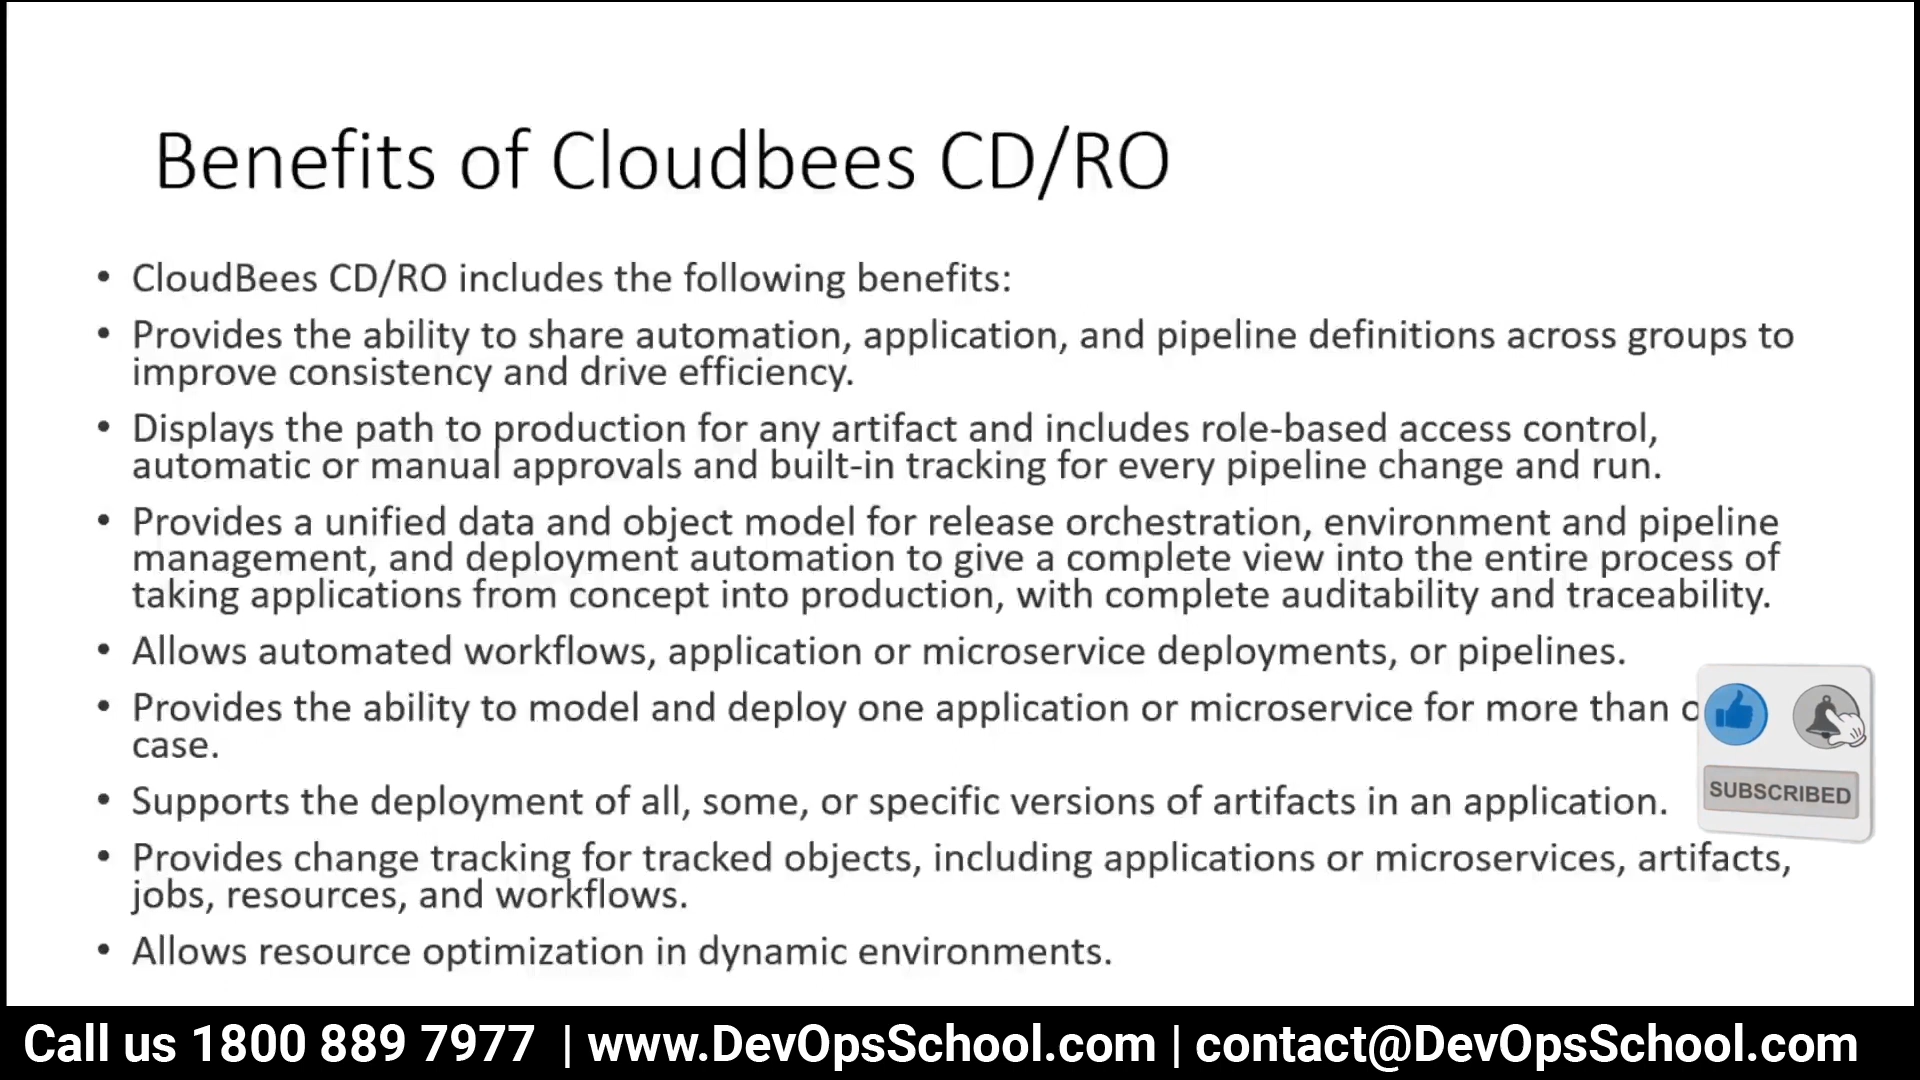 Benefits of Cloudbees CD/RO
• CloudBees CD/RO includes the following benefits:
• Provides the ability to share automation, application, and pipeline definitions across groups to
improve consistency and drive efficiency.
• Displays the path to production for any artifact and includes role-based access control,
automatic or manual approvals and built-in tracking for every pipeline change and run.
• Provides a unified data and object model for release orchestration, environment and pipeline
management, and deployment automation to give a complete view into the entire process of
taking applications from concept into production, with complete auditability and traceability.
• Allows automated workflows, application or microservice deployments, or pipelines.
• Provides the ability to model and deploy one application or microservice for more than
case.
• Supports the deployment of all, some, or specific versions of artifacts in an application.
SUBSCRIBED
• Provides change tracking for tracked objects, including applications or microservices, artifacts,
jobs, resources, and workflows.
• Allows resource optimization in dynamic environments.
Call us 1800 889 7977 | www.DevOpsSchool.com | contact@DevOpsSchool.com